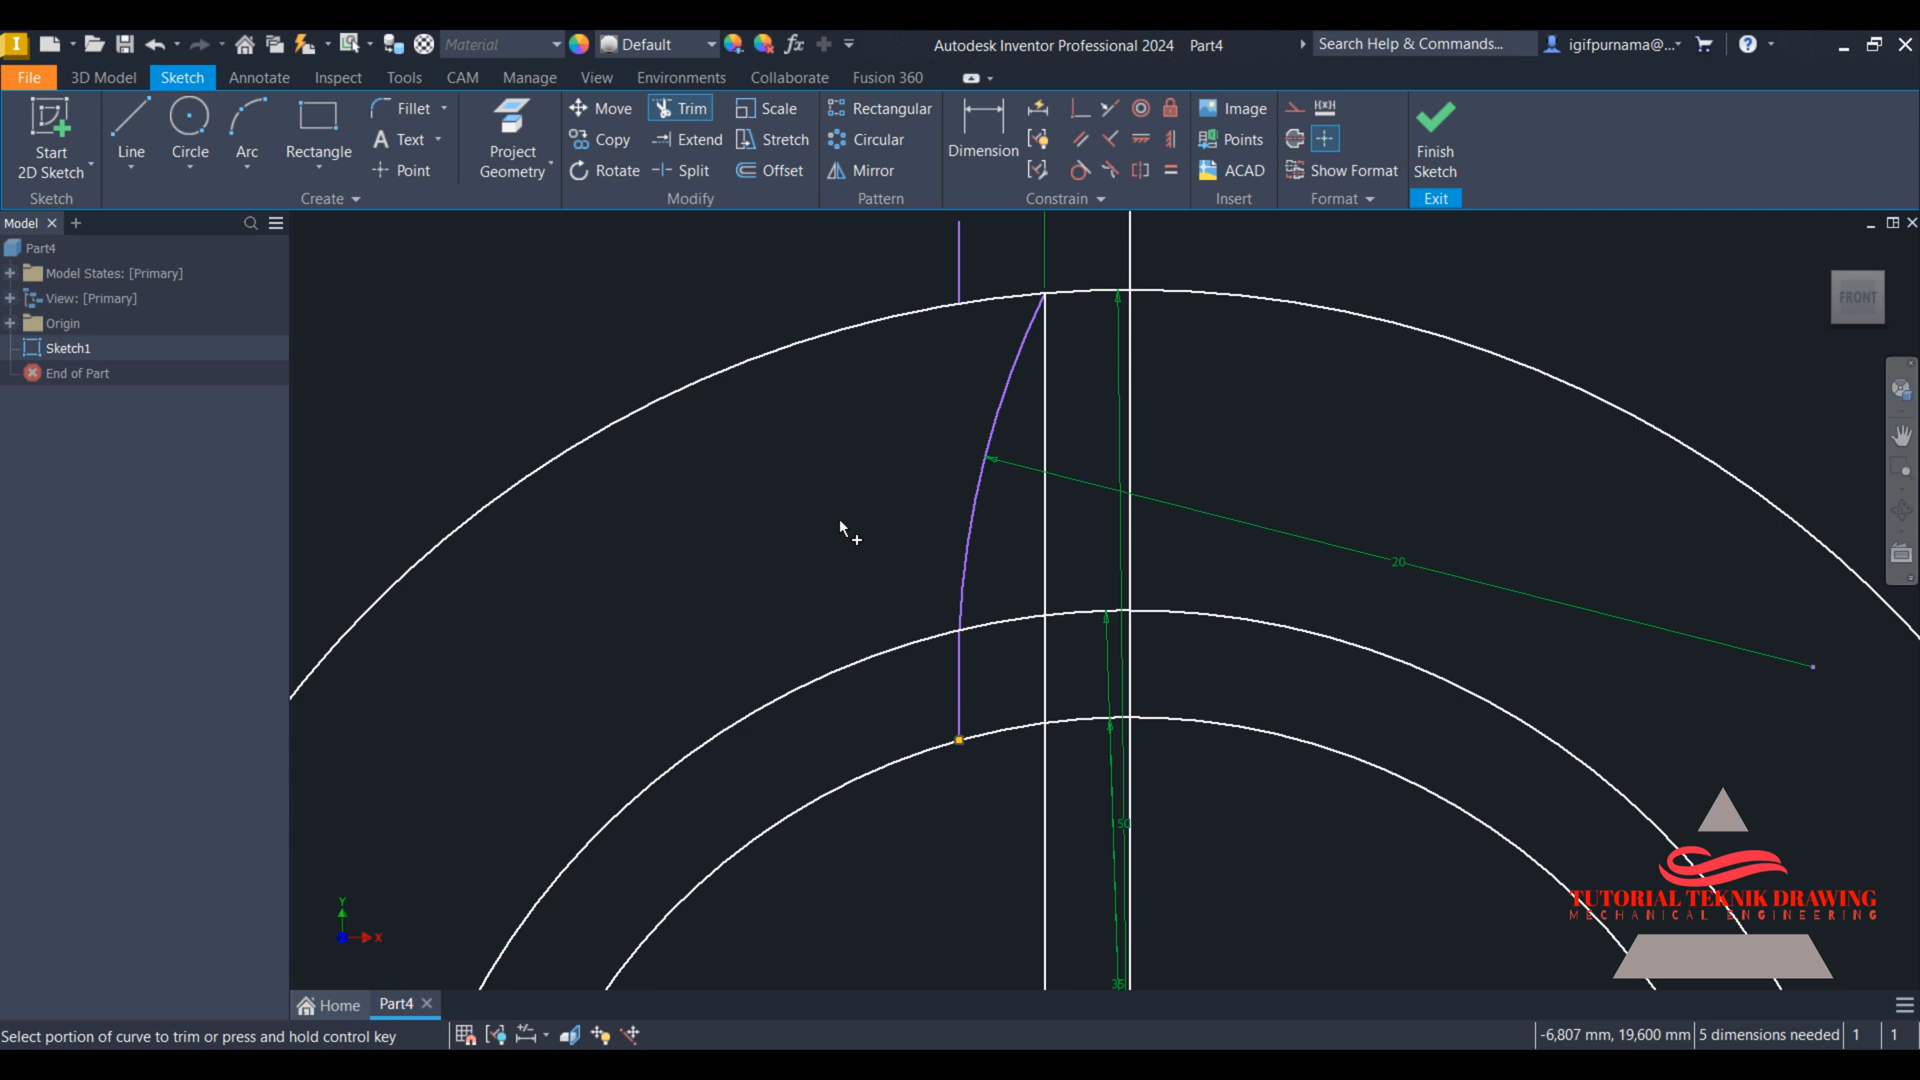 Material
Default
Autodesk Inventor Professional 2024 Part4
Search Help & Commands...
igifpurnama@...
File
3D Model
Sketch
Annotate
Inspect
Tools
CAM
Manage
View
Environments
Collaborate
Fusion 360
Start
2D Sketch
Line
Circle
Arc
Rectangle
Fillet
Text
Point
Project
Geometry
Move
Copy
Rotate
Trim
Extend
Split
Scale
Stretch
Offset
Rectangular
Circular
Mirror
Dimension
Image
Points
ACAD
Show Format
Finish
Sketch
Sketch
Create
Modify
Pattern
Constrain
Insert
Format
Exit
Model
Part4
Model States: [Primary]
View: [Primary]
Origin
Sketch1
End of Part
FRONT
20
50
35
Y
X
TUTORIAL TEKNIK DRAWING
MECHANICAL ENGINEERING
Home
Part4
Select portion of curve to trim or press and hold control key
-6,807 mm, 19,600 mm
5 dimensions needed
1
1